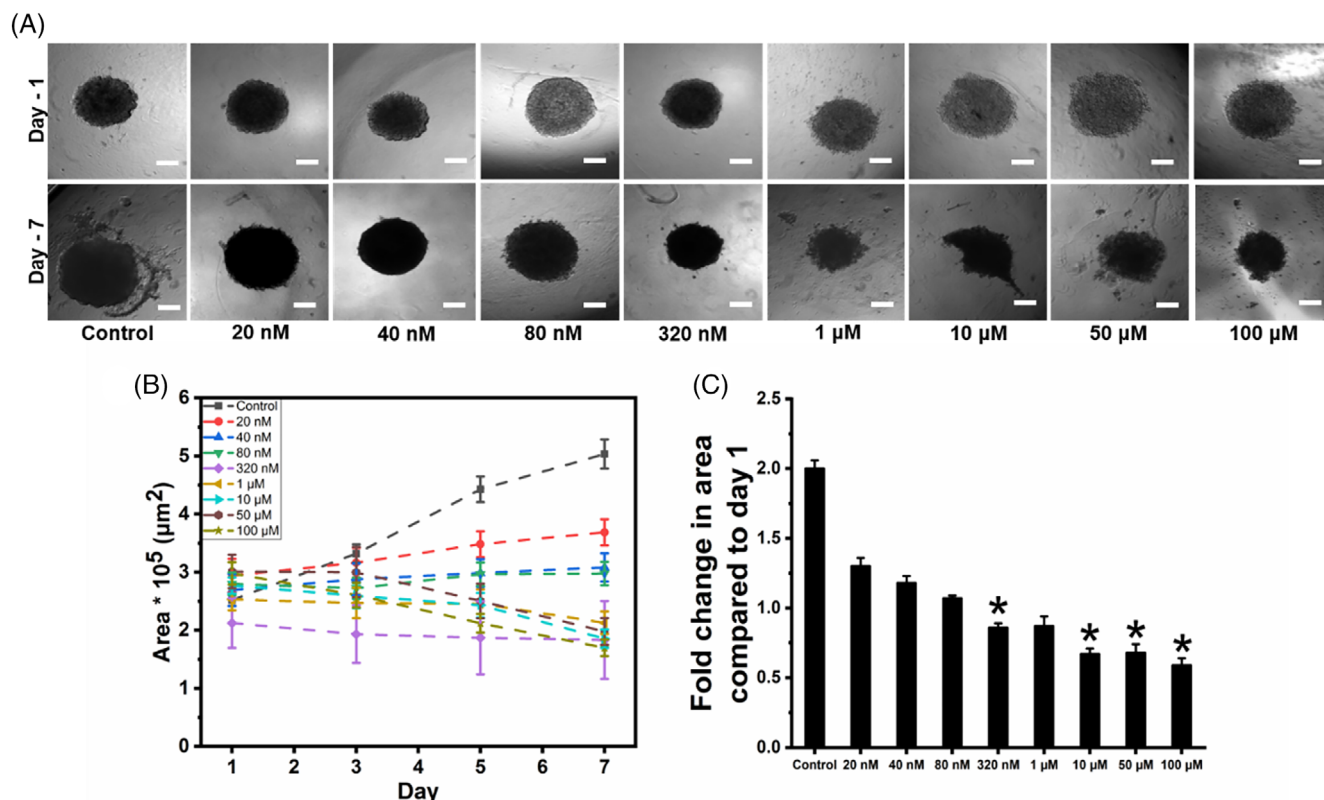 (A)
Day - 1
Day - 7
Control 20 nM 40 nM 80 nM 320 nM 1 µM 10 µM 50 µM 100 µM
(B)
Area * 10⁵ (µm²)
6
5
4
3
2
1
0
Control
20 nM
40 nM
80 nM
320 nM
1 µM
10 µM
50 µM
100 µM
1 2 3 4 5 7
Day
(C)
Fold change in area
compared to day 1
2.5
2.0
1.5
1.0
0.5
0.0
* * * *
Control 20 nM 40 nM 80 nM 320 nM 1 µM 10 µM 50 µM 100 µM